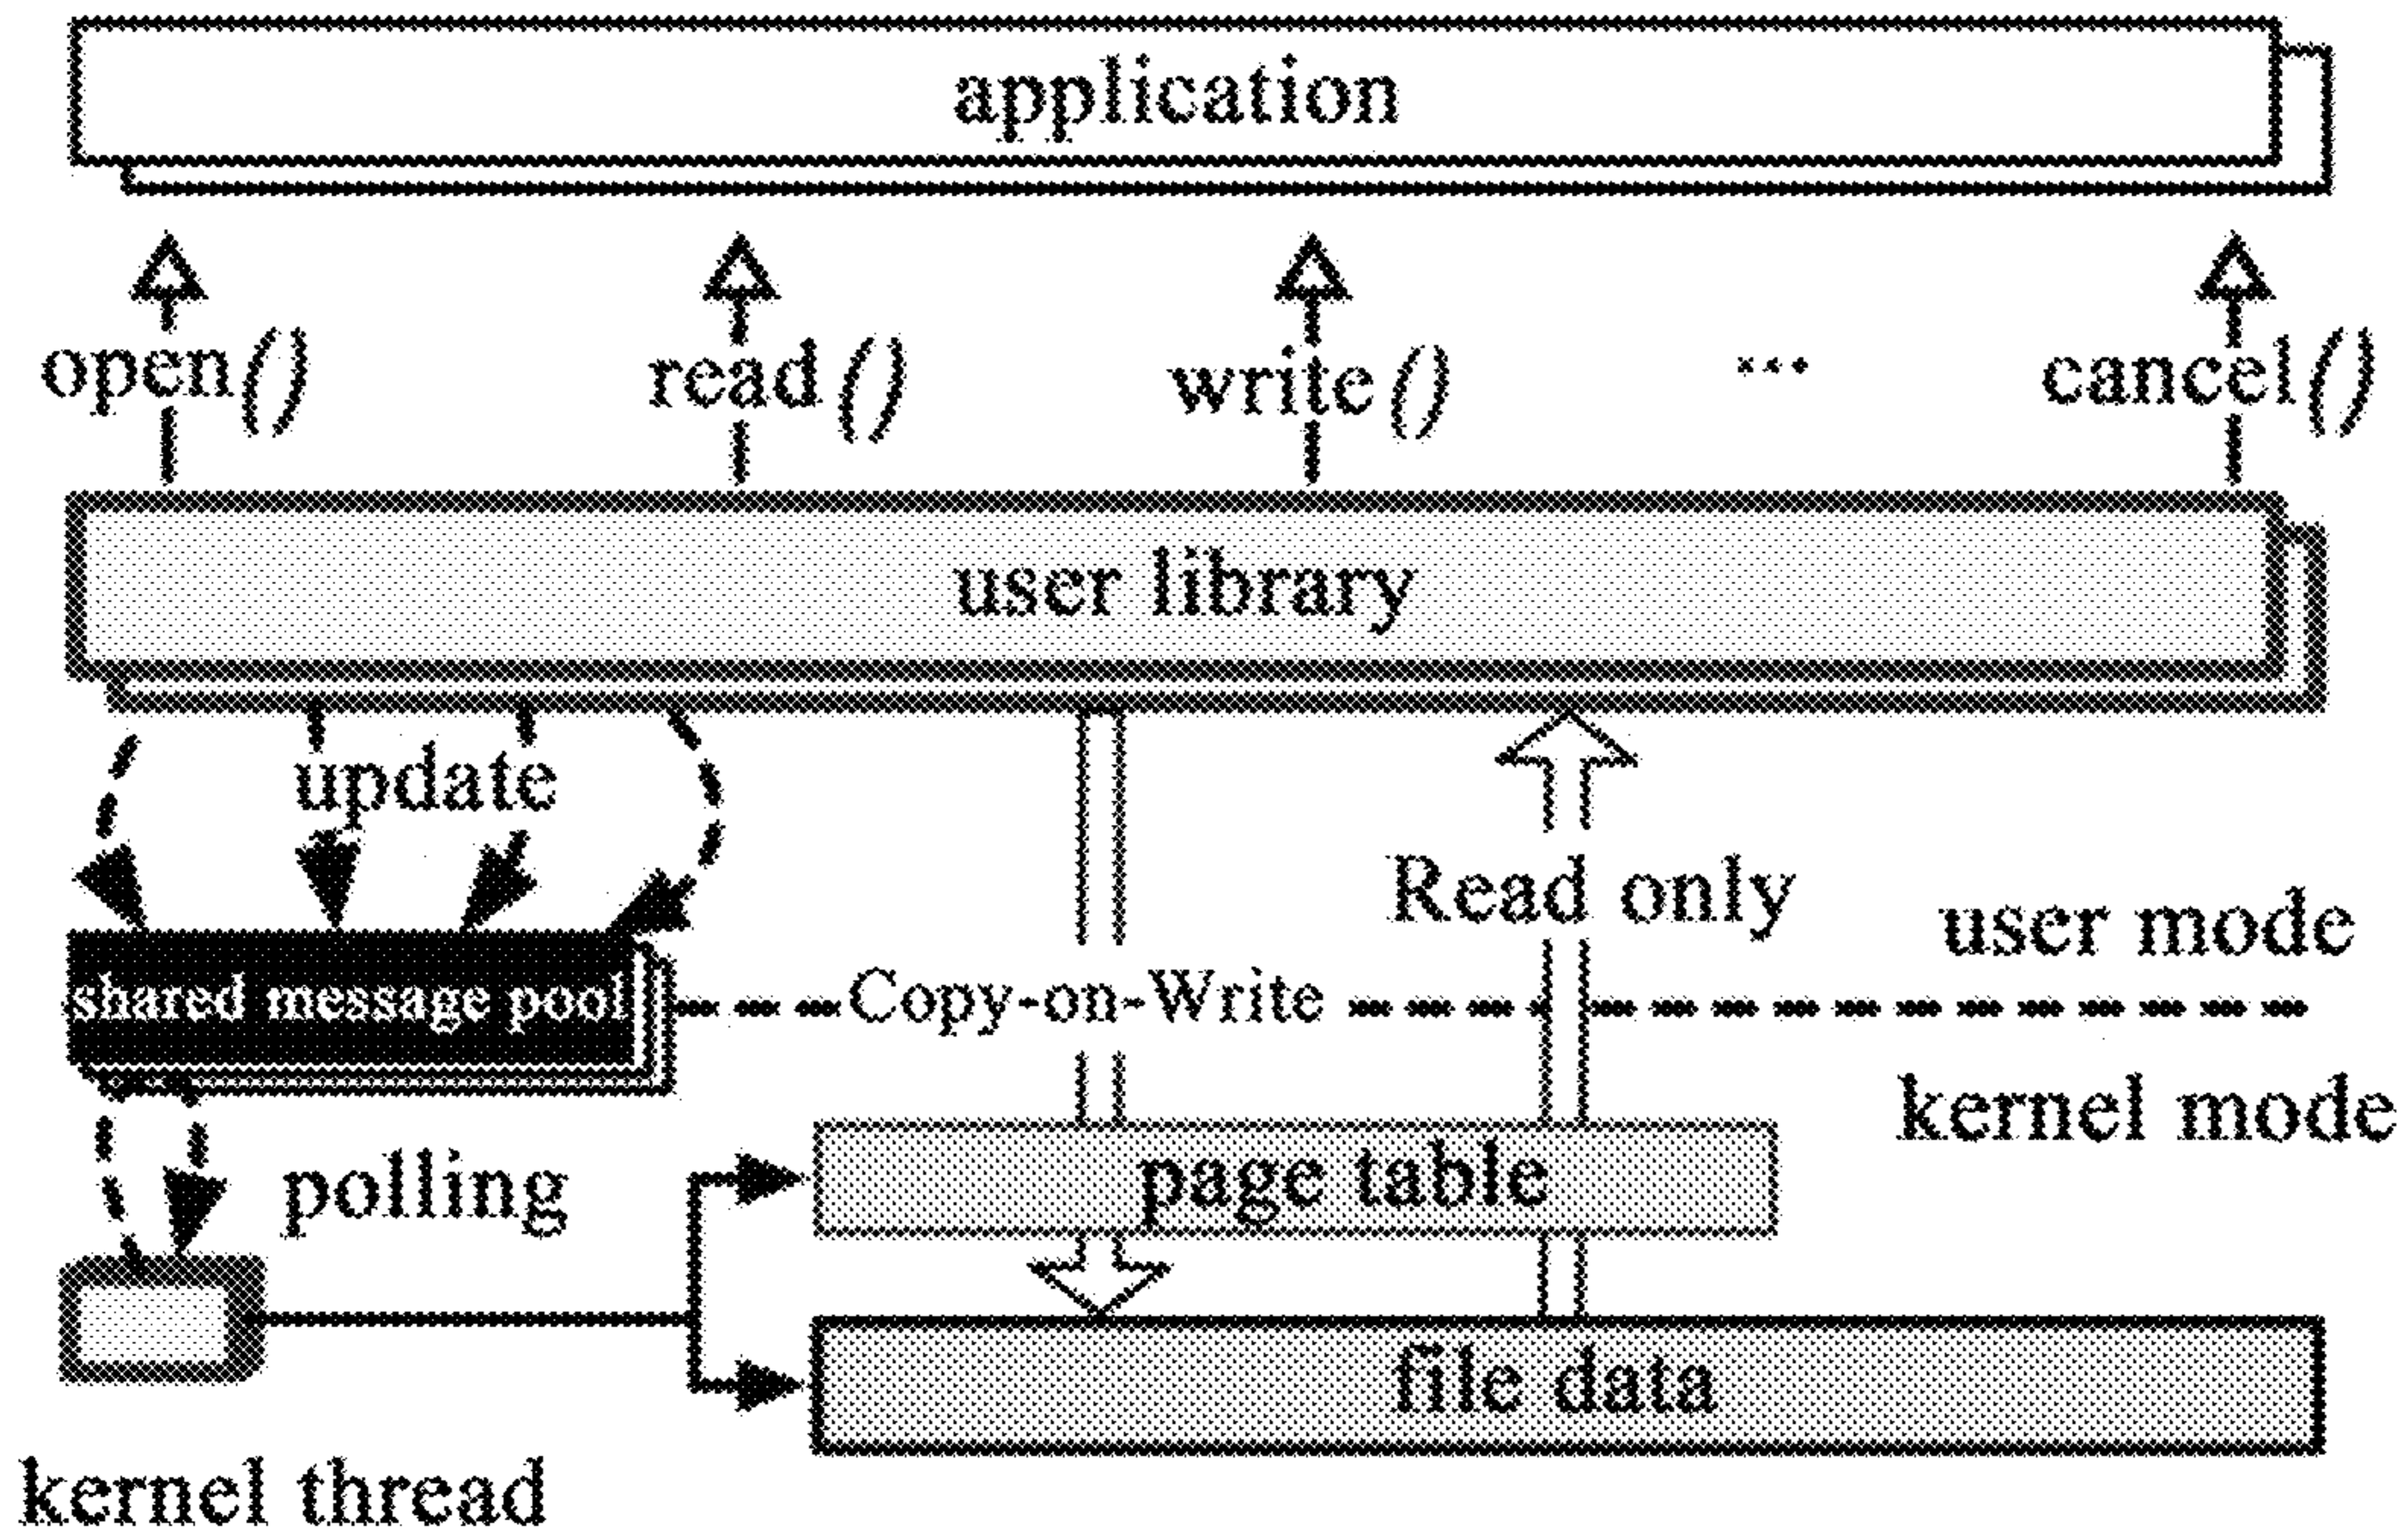 application
open()
read()
write()
...
cancel()
user library
update
Read only
user mode
shared message pool
Copy-on-Write
kernel mode
polling
page table
file data
kernel thread